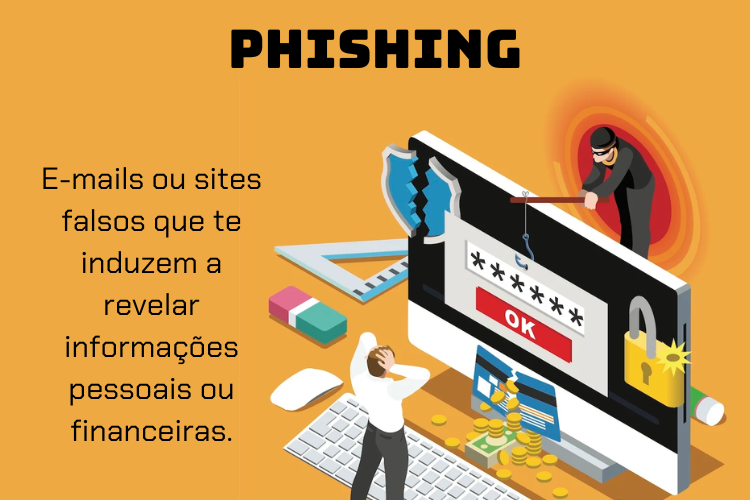 PHISHING
E-mails ou sites
falsos que te
induzem a
revelar
informações
pessoais ou
financeiras.
******
OK